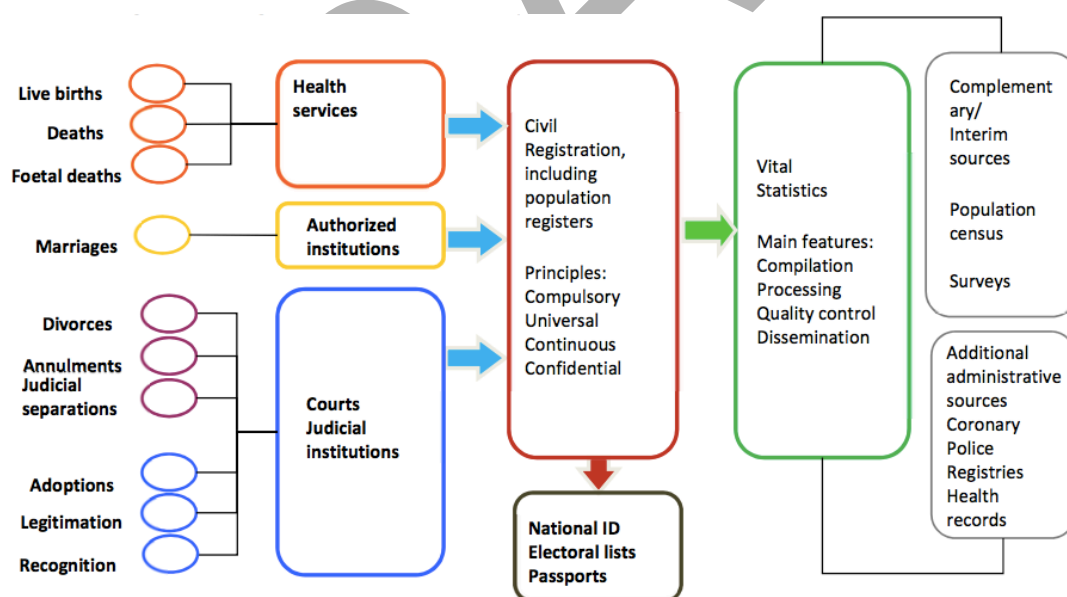 Live births
Deaths
Foetal deaths
Marriages
Divorces
Annulments
Judicial
separations
Adoptions
Legitimation
Recognition
Health
services
Authorized
institutions
Courts
Judicial
institutions
Civil
Registration,
including
population
registers
Principles:
Compulsory
Universal
Continuous
Confidential
National ID
Electoral lists
Passports
Vital
Statistics
Main features:
Compilation
Processing
Quality control
Dissemination
Complement
ary/
Interim
sources
Population
census
Surveys
Additional
administrative
sources
Coronary
Police
Registries
Health
records